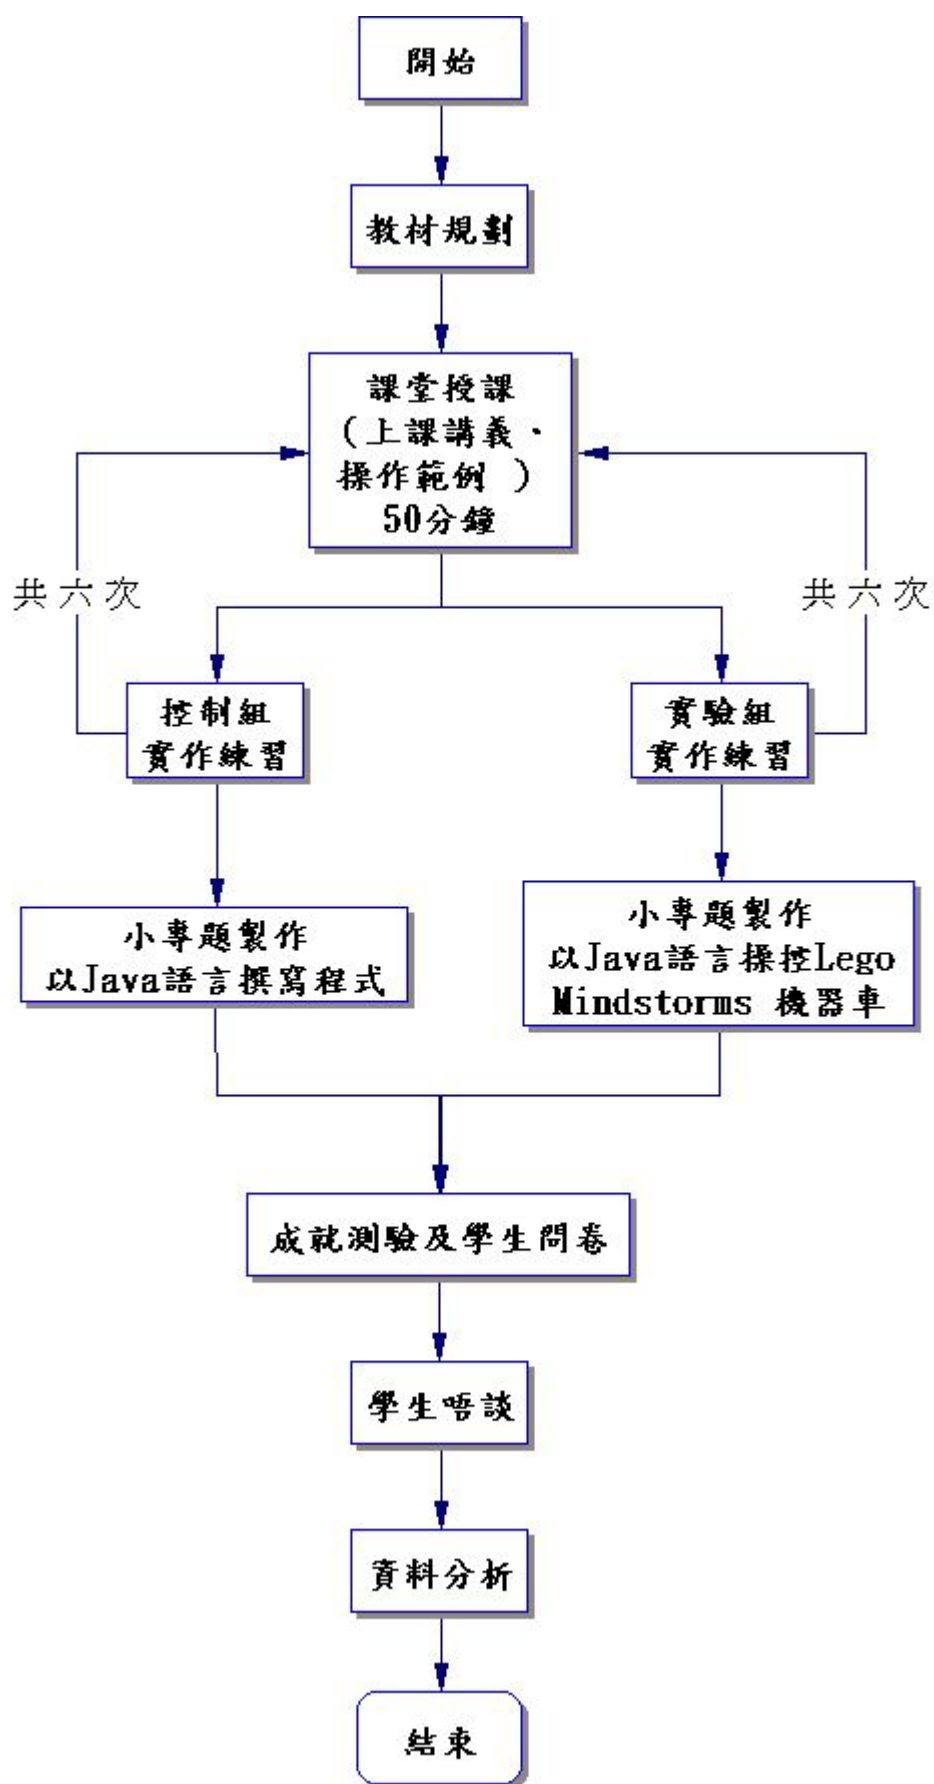 開始
教材規劃
課堂授課
（上課講義、
操作範例 ）
50分鐘
共六次
共六次
控制組
實作練習
實驗組
實作練習
小專題製作
以Java語言撰寫程式
小專題製作
以Java語言操控Lego
Mindstorms 機器車
成就測驗及學生問卷
學生唔談
資料分析
結束